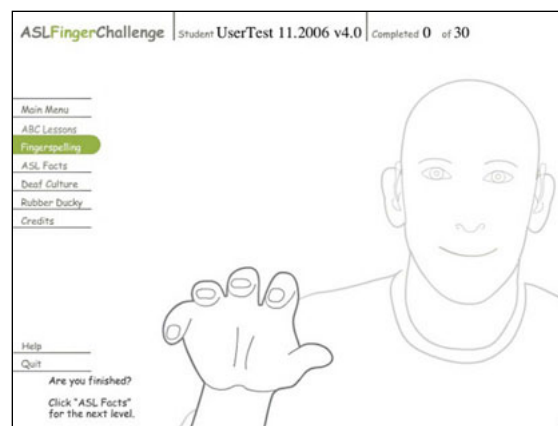 ASLFingerChallenge Student UserTest 11.2006 v4.0 Completed 0 of 30
Main Menu
ABC Lessons
Fingerspelling
ASL Facts
Deaf Culture
Rubber Ducky
Credits
Help
Quit
Are you finished?
Click "ASL Facts"
for the next level.